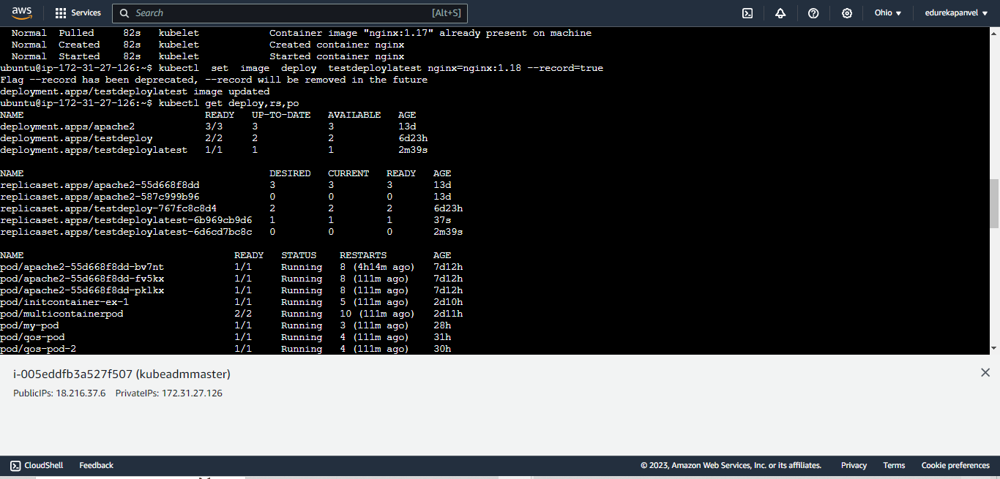 aws Services Search [Alt+S] Ohio ▼ edurekapanvel ▼
Normal Pulled 82s kubelet Container image "nginx:1.17" already present on machine
Normal Created 82s kubelet Created container nginx
Normal Started 82s kubelet Started container nginx
ubuntu@ip-172-31-27-126:~$ kubectl set image deploy testdeploylatest nginx=nginx:1.18 --record=true
Flag --record has been deprecated, --record will be removed in the future
deployment.apps/testdeploylatest image updated
ubuntu@ip-172-31-27-126:~$ kubectl get deploy,rs,po
NAME READY UP-TO-DATE AVAILABLE AGE
deployment.apps/apache2 3/3 3 3 13d
deployment.apps/testdeploy 2/2 2 2 6d23h
deployment.apps/testdeploylatest 1/1 1 1 2m39s
NAME DESIRED CURRENT READY AGE
replicaset.apps/apache2-55d668f8dd 3 3 3 13d
replicaset.apps/apache2-587c999b96 0 0 0 13d
replicaset.apps/testdeploy-767fc8c8d4 2 2 2 6d23h
replicaset.apps/testdeploylatest-6b969cb9d6 1 1 1 37s
replicaset.apps/testdeploylatest-6d6cd7bc8c 0 0 0 2m39s
NAME READY STATUS RESTARTS AGE
pod/apache2-55d668f8dd-bv7nt 1/1 Running 8 (4h14m ago) 7d12h
pod/apache2-55d668f8dd-fv5kx 1/1 Running 8 (111m ago) 7d12h
pod/apache2-55d668f8dd-pklkx 1/1 Running 8 (111m ago) 7d12h
pod/initcontainer-ex-1 1/1 Running 5 (111m ago) 2d10h
pod/multicontainerpod 2/2 Running 10 (111m ago) 2d11h
pod/my-pod 1/1 Running 3 (111m ago) 28h
pod/qos-pod 1/1 Running 4 (111m ago) 31h
pod/qos-pod-2 1/1 Running 4 (111m ago) 30h
i-005eddfb3a527f507 (kubeadmmaster)
PublicIPs: 18.216.37.6 PrivateIPs: 172.31.27.126
CloudShell Feedback © 2023, Amazon Web Services, Inc. or its affiliates. Privacy Terms Cookie preferences